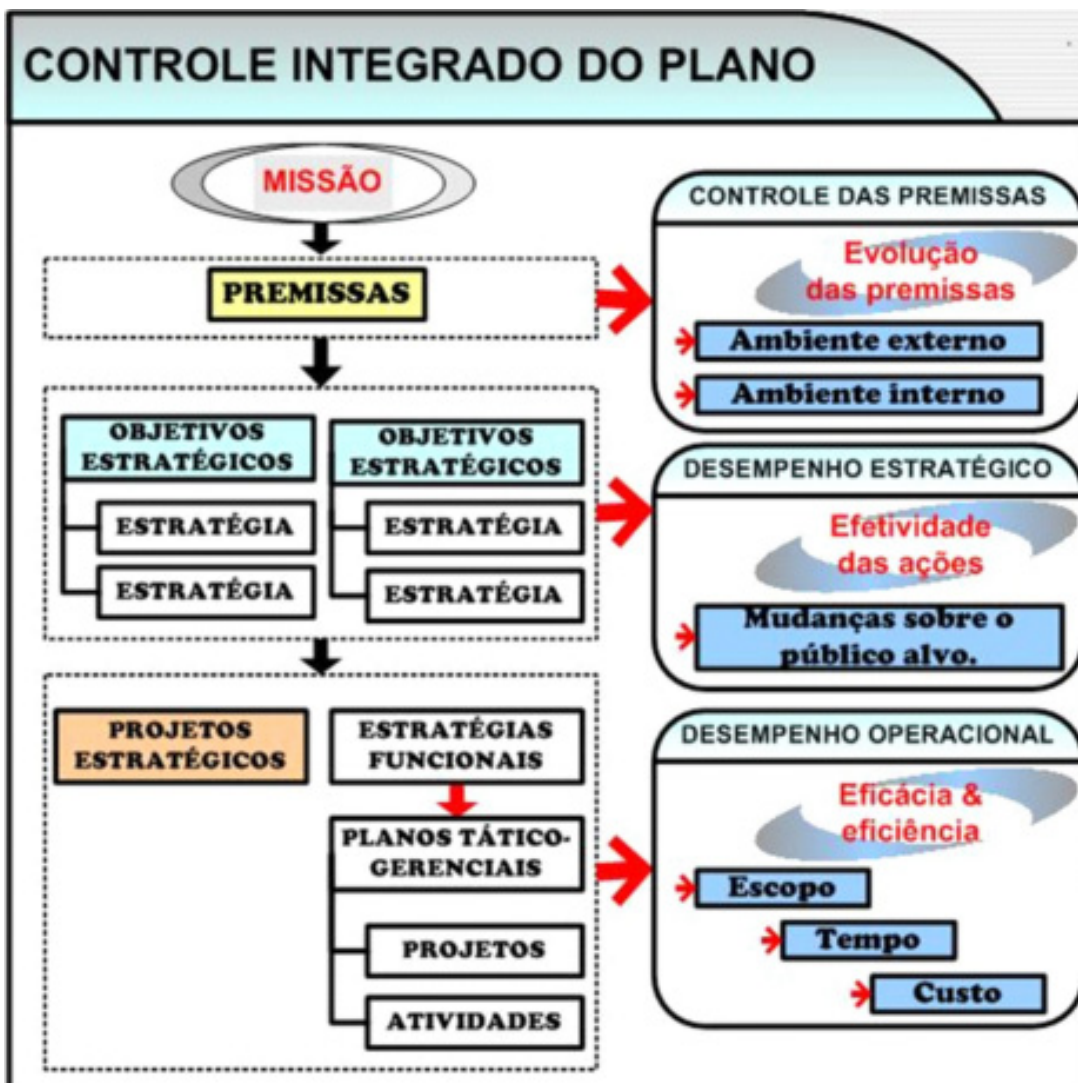 CONTROLE INTEGRADO DO PLANO
MISSÃO
PREMISSAS
OBJETIVOS
ESTRATÉGICOS
ESTRATÉGIA
ESTRATÉGIA
OBJETIVOS
ESTRATÉGICOS
ESTRATÉGIA
ESTRATÉGIA
PROJETOS
ESTRATÉGICOS
ESTRATÉGIAS
FUNCIONAIS
PLANOS TÁTICO-
GERENCIAIS
PROJETOS
ATIVIDADES
CONTROLE DAS PREMISSAS
Evolução
das premissas
Ambiente externo
Ambiente interno
DESEMPENHO ESTRATÉGICO
Efetividade
das ações
Mudanças sobre o
público alvo.
DESEMPENHO OPERACIONAL
Eficácia &
eficiência
Escopo
Tempo
Custo